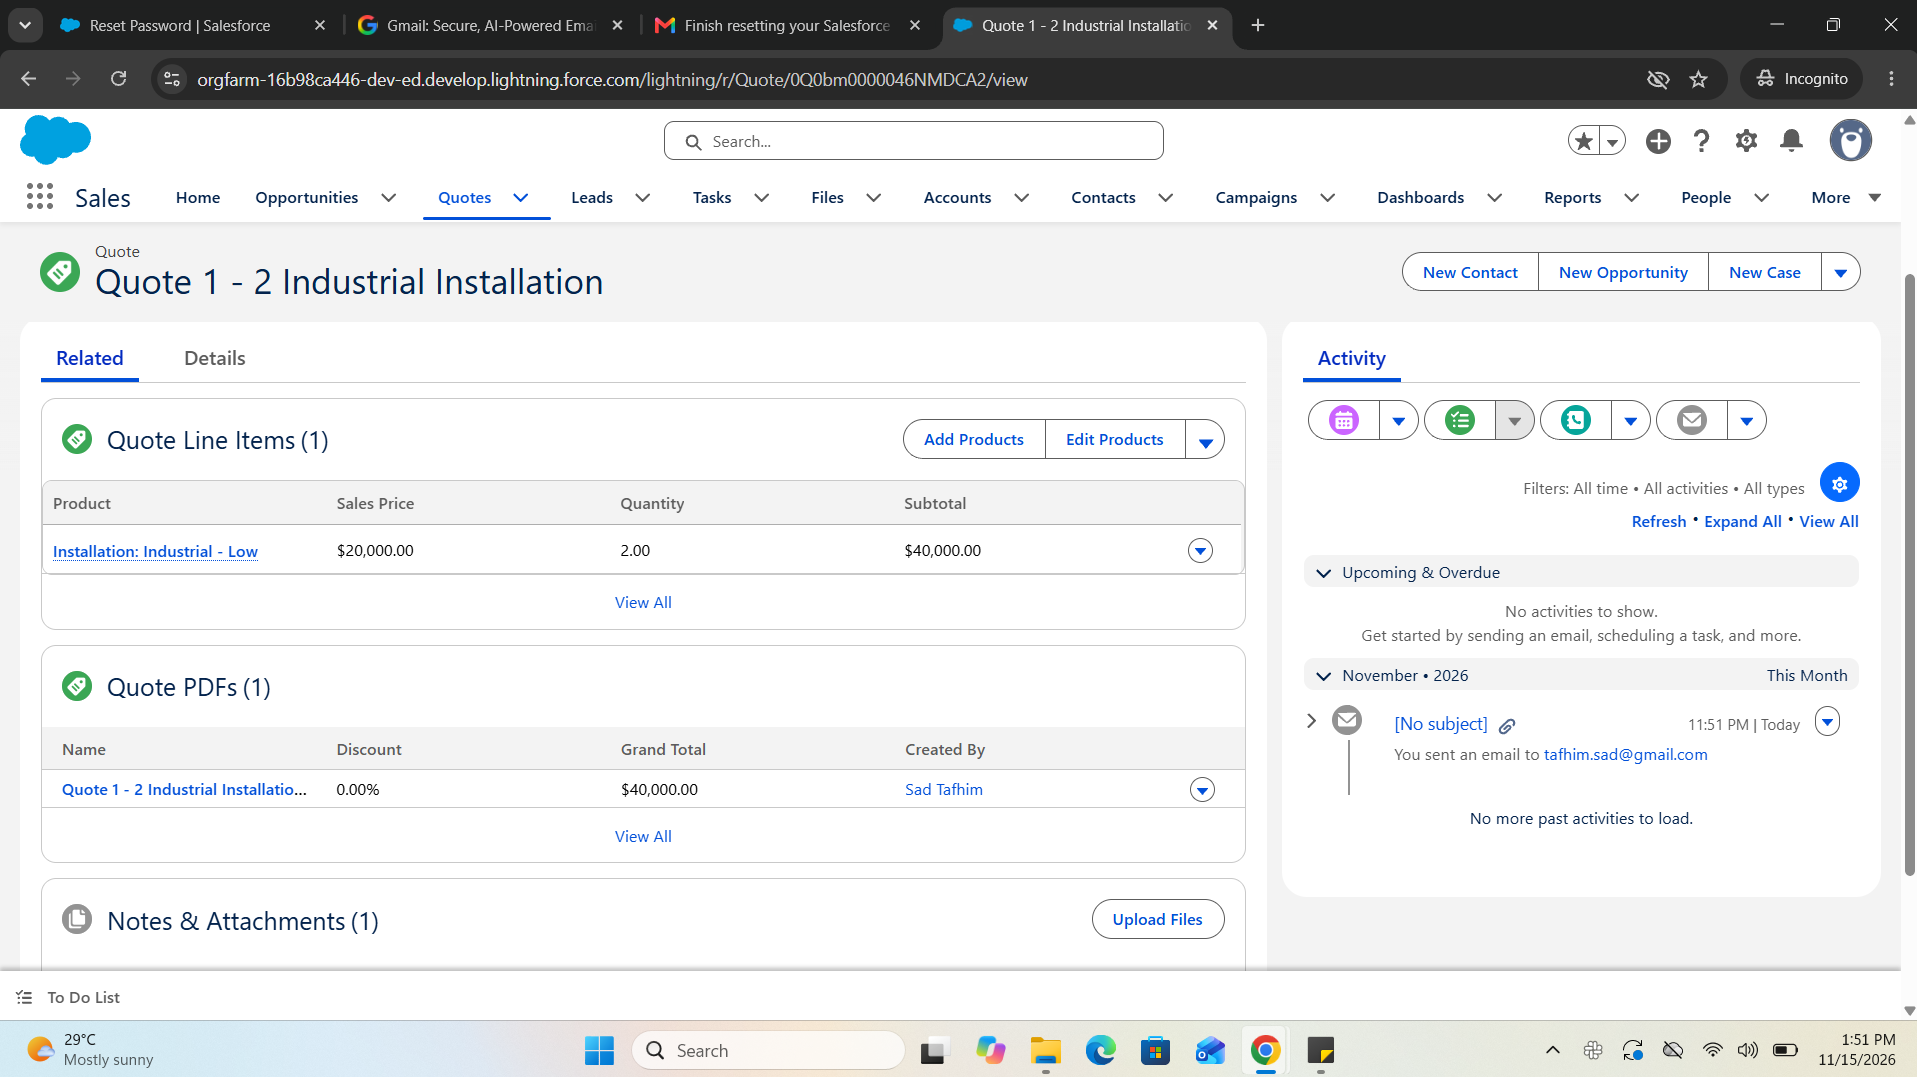 Reset Password | Salesforce
Gmail: Secure, AI-Powered Emai
Finish resetting your Salesforce
Quote 1 - 2 Industrial Installatio
orgfarm-16b98ca446-dev-ed.develop.lightning.force.com/lightning/r/Quote/0Q0bm0000046NMDCA2/view
Incognito
Search...
Sales
Home
Opportunities
Quotes
Leads
Tasks
Files
Accounts
Contacts
Campaigns
Dashboards
Reports
People
More
Quote
Quote 1 - 2 Industrial Installation
New Contact
New Opportunity
New Case
Related
Details
Quote Line Items (1)
Add Products
Edit Products
Product Sales Price Quantity Subtotal
Installation: Industrial - Low $20,000.00 2.00 $40,000.00
View All
Quote PDFs (1)
Name Discount Grand Total Created By
Quote 1 - 2 Industrial Installatio... 0.00% $40,000.00 Sad Tafhim
View All
Notes & Attachments (1)
Upload Files
Activity
Filters: All time • All activities • All types
Refresh • Expand All • View All
Upcoming & Overdue
No activities to show.
Get started by sending an email, scheduling a task, and more.
November • 2026 This Month
[No subject] 11:51 PM | Today
You sent an email to tafhim.sad@gmail.com
No more past activities to load.
To Do List
29°C
Mostly sunny
Search
1:51 PM
11/15/2026